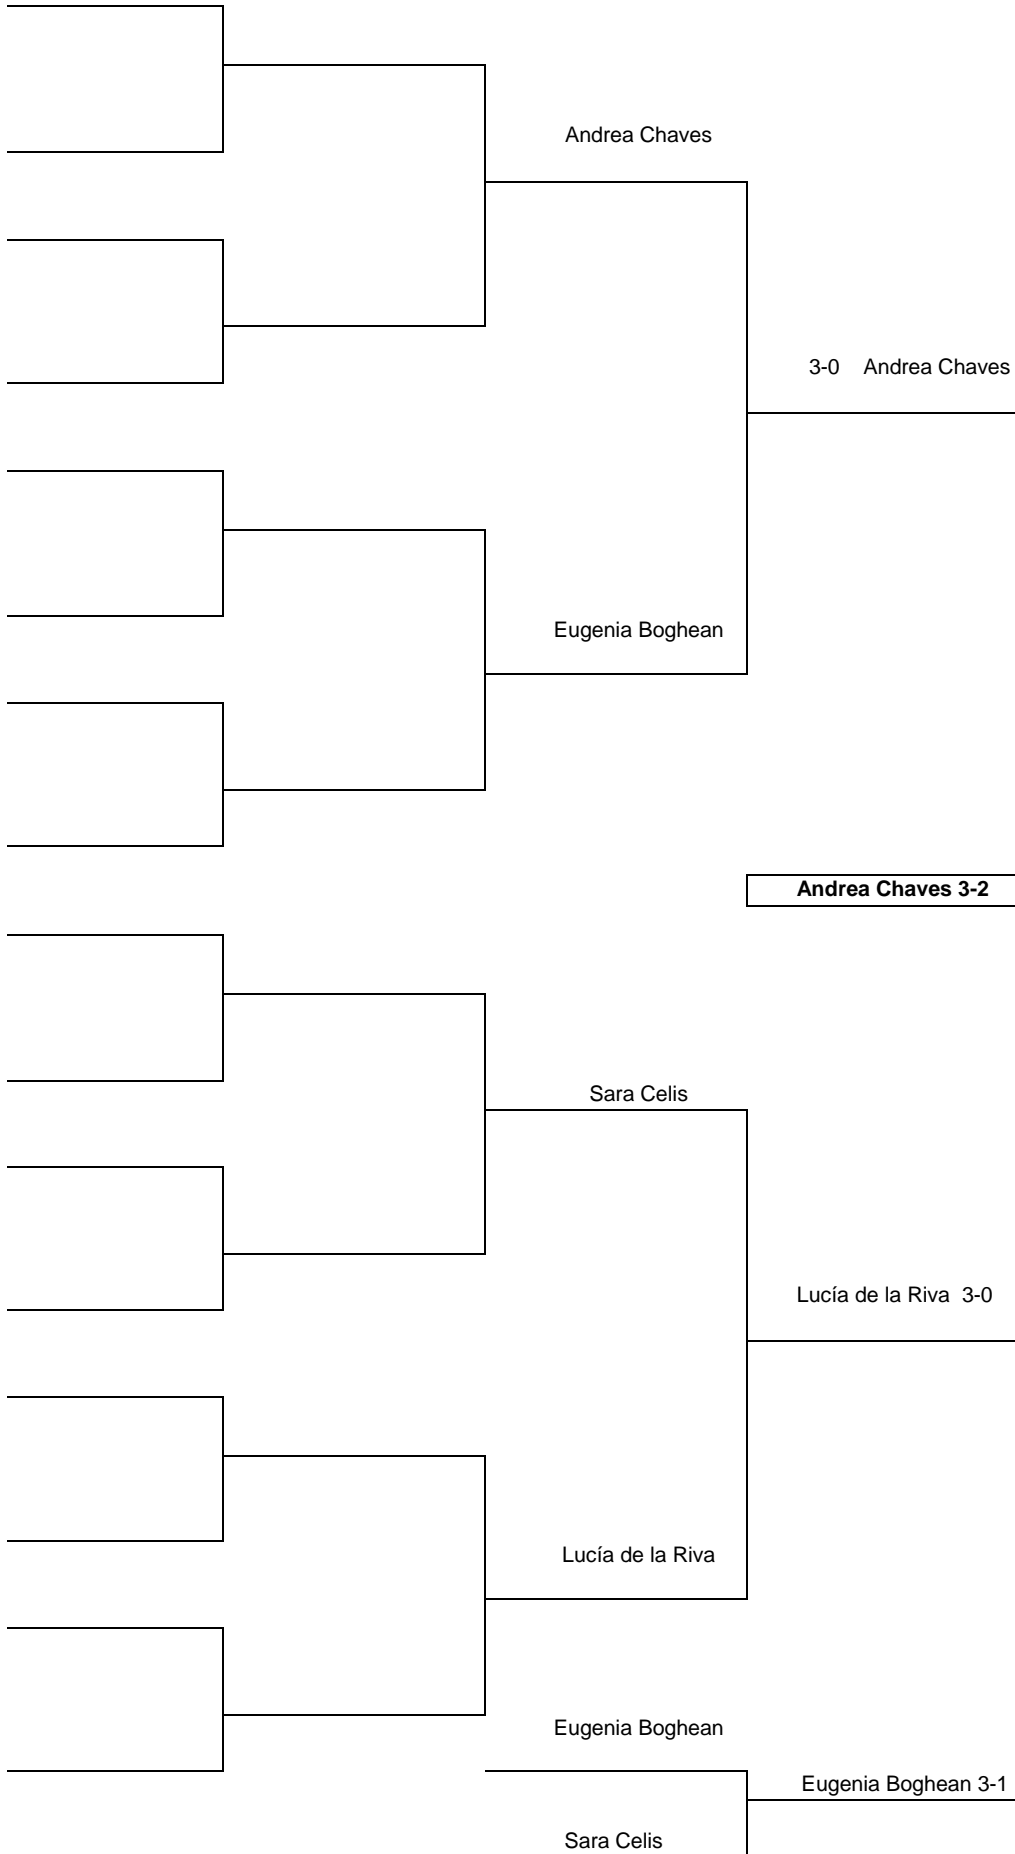 Andrea Chaves
3-0 Andrea Chaves
Eugenia Boghean
Andrea Chaves 3-2
Sara Celis
Lucía de la Riva 3-0
Lucía de la Riva
Eugenia Boghean
Eugenia Boghean 3-1
Sara Celis